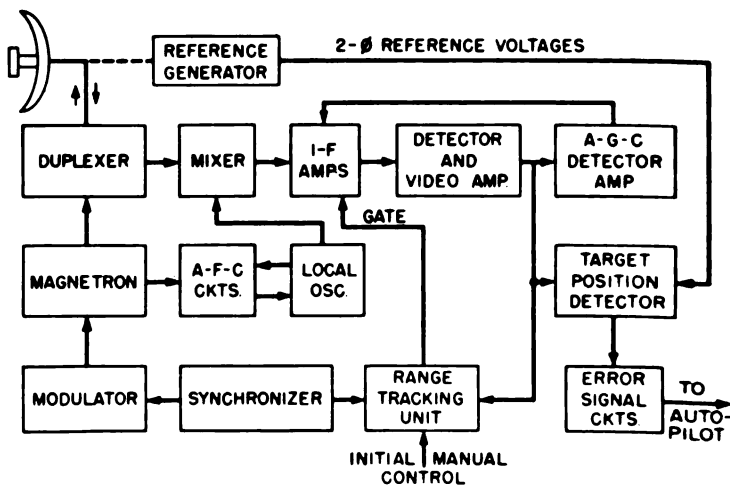 REFERENCE
GENERATOR
2-Ø REFERENCE VOLTAGES
DUPLEXER
MIXER
I-F
AMPS
DETECTOR
AND
VIDEO AMP.
A-G-C
DETECTOR
AMP
GATE
MAGNETRON
A-F-C
CKTS.
LOCAL
OSC.
TARGET
POSITION
DETECTOR
MODULATOR
SYNCHRONIZER
RANGE
TRACKING
UNIT
ERROR
SIGNAL
CKTS.
TO
AUTO-
PILOT
INITIAL MANUAL
CONTROL